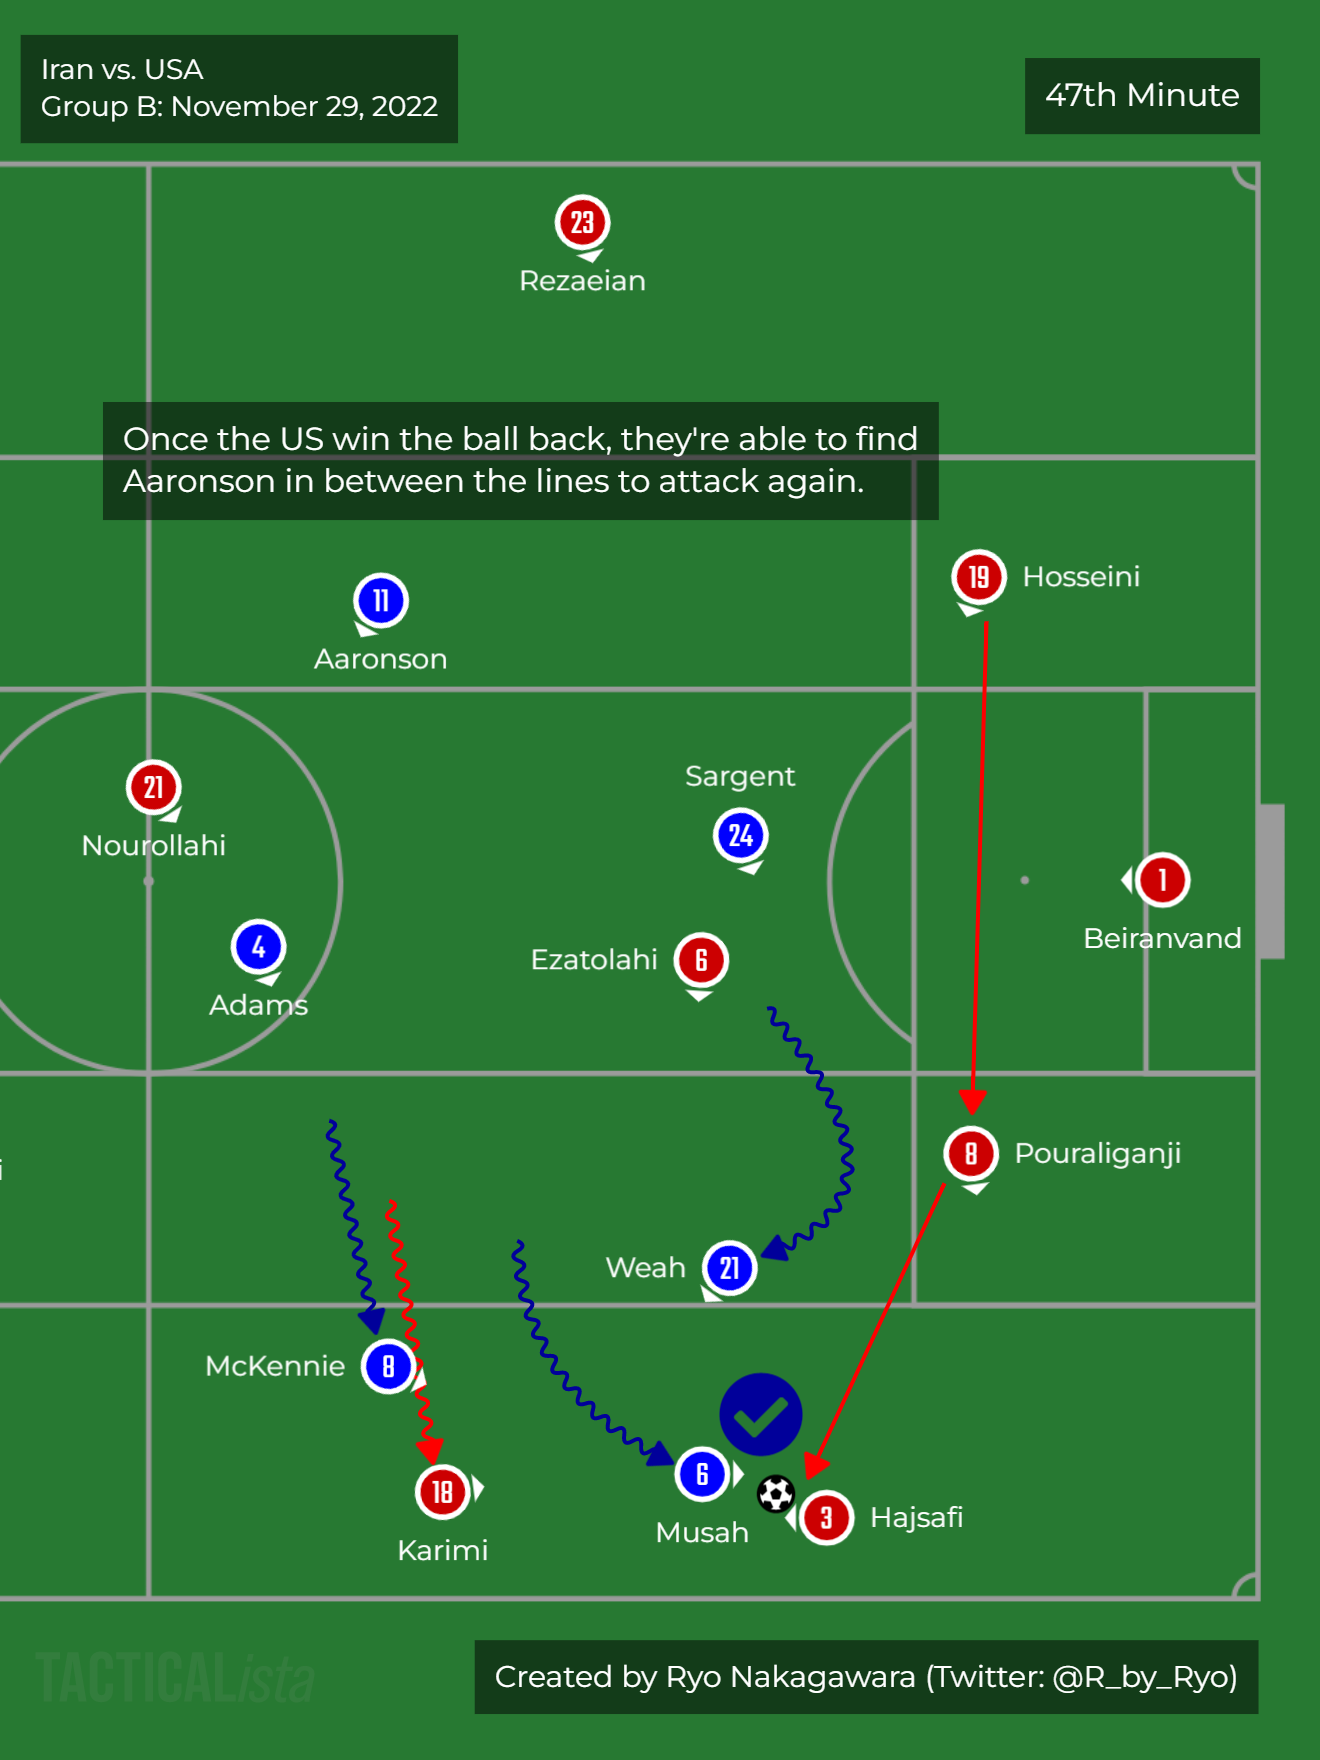 Iran vs. USA
Group B: November 29, 2022
47th Minute
23
Rezaeian
Once the US win the ball back, they're able to find
Aaronson in between the lines to attack again.
19 Hosseini
11
Aaronson
21
Nourollahi
Sargent
24
1
Beiranvand
4
Adams
Ezatolahi 6
8 Pouraliganji
i
Weah 21
McKennie 8
18
Karimi
6
Musah
3 Hajsafi
TACTICALista
Created by Ryo Nakagawara (Twitter: @R_by_Ryo)